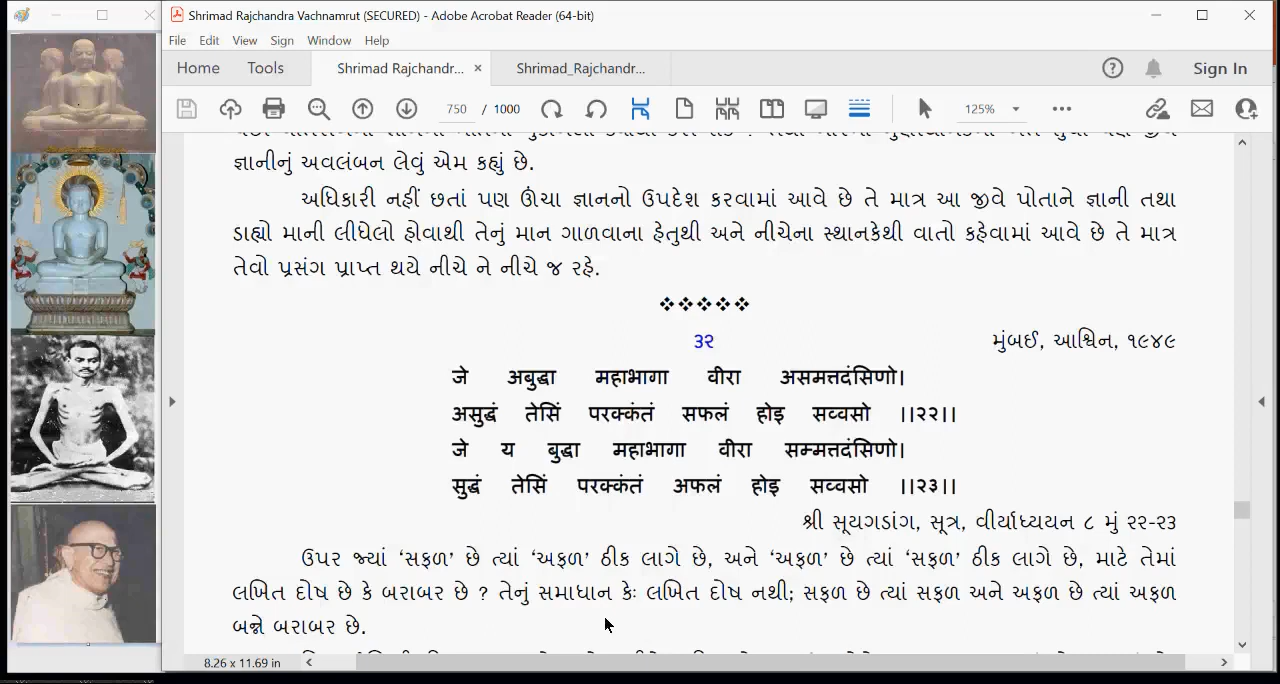 Shrimad Rajchandra Vachnamrut (SECURED) - Adobe Acrobat Reader (64-bit)
File Edit View Sign Window Help
Home Tools Shrimad Rajchandr... × Shrimad_Rajchandr... Sign In
750 / 1000 125%
જ્ઞાનીનું અવલંબન લેવું એમ કહ્યું છે.
અધિકારી નહીં છતાં પણ ઊંચા જ્ઞાનનો ઉપદેશ કરવામાં આવે છે તે માત્ર આ જીવે પોતાને જ્ઞાની તથા
ડાહ્યો માની લીધેલો હોવાથી તેનું માન ગાળવાના હેતુથી અને નીચેના સ્થાનકેથી વાતો કહેવામાં આવે છે તે માત્ર
તેવો પ્રસંગ પ્રાપ્ત થયે નીચે ને નીચે જ રહે.
❖❖❖❖❖
૩૨ મુંબઈ, આશ્વિન, ૧૯૪૯
जे अबुद्धा महाभागा वीरा असमत्तदंसिणो।
असुद्धं तेसिं परक्कंतं सफलं होइ सव्वसो ।।२२।।
जे य बुद्धा महाभागा वीरा सम्मत्तदंसिणो।
सुद्धं तेसिं परक्कंतं अफलं होइ सव्वसो ।।२३।।
શ્રી સૂયગડાંગ, સૂત્ર, વીર્યાધ્યયન ૮ મું ૨૨-૨૩
ઉપર જ્યાં ‘સફળ’ છે ત્યાં ‘અફળ’ ઠીક લાગે છે, અને ‘અફળ’ છે ત્યાં ‘સફળ’ ઠીક લાગે છે, માટે તેમાં
લખિત દોષ છે કે બરાબર છે ? તેનું સમાધાન કેઃ લખિત દોષ નથી; સફળ છે ત્યાં સફળ અને અફળ છે ત્યાં અફળ
બન્ને બરાબર છે.
8.26 x 11.69 in